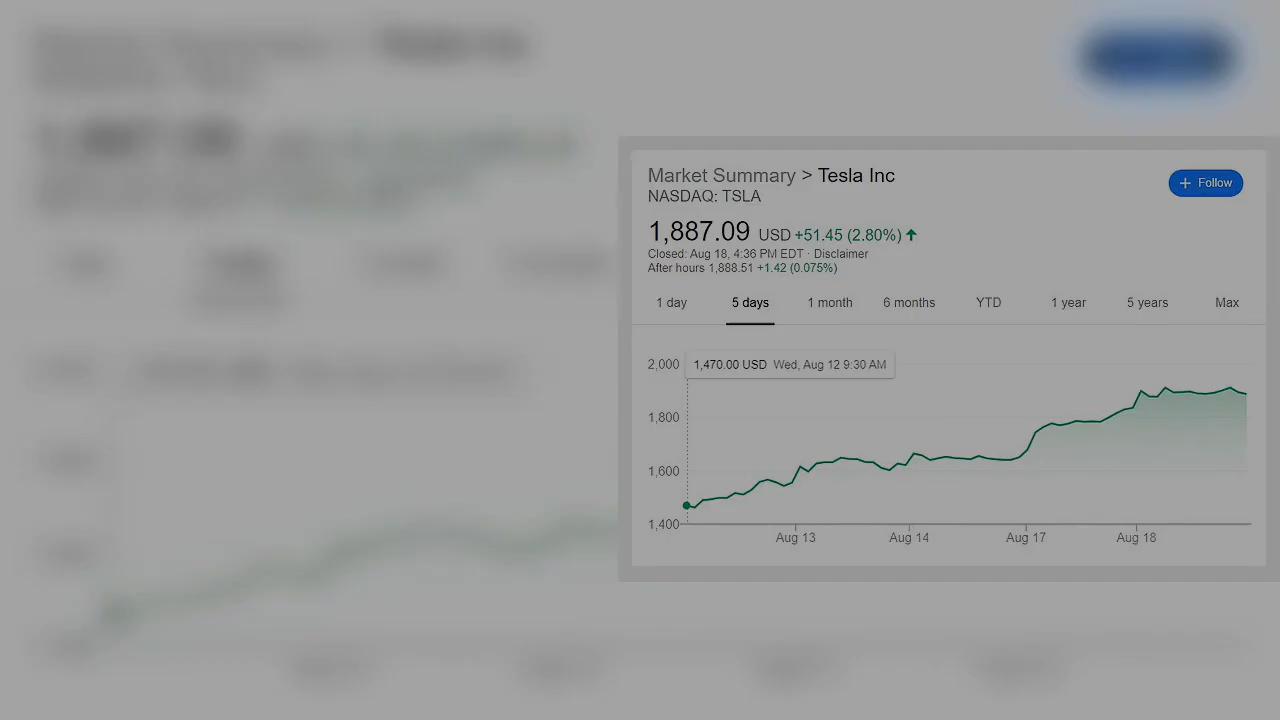 Market Summary > Tesla Inc
NASDAQ: TSLA
+ Follow
1,887.09 USD +51.45 (2.80%)
Closed: Aug 18, 4:36 PM EDT · Disclaimer
After hours 1,888.51 +1.42 (0.075%)
1 day 5 days 1 month 6 months YTD 1 year 5 years Max
2,000
1,470.00 USD Wed, Aug 12 9:30 AM
1,800
1,600
1,400
Aug 13 Aug 14 Aug 17 Aug 18